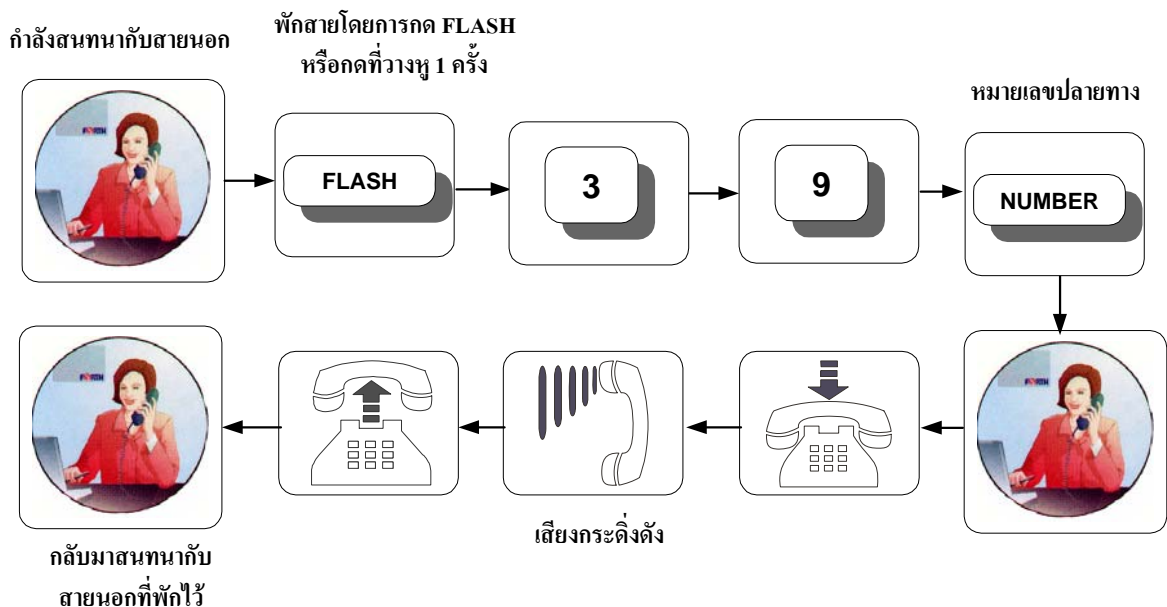 กำลังสนทนากับสายนอก
พักสายโดยการกด FLASH
หรือกดที่วางหู 1 ครั้ง
หมายเลขปลายทาง
FORTH
FLASH
3
9
NUMBER
FORTH
FORTH
เสียงกระดิ่งดัง
กลับมาสนทนากับ
สายนอกที่พักไว้